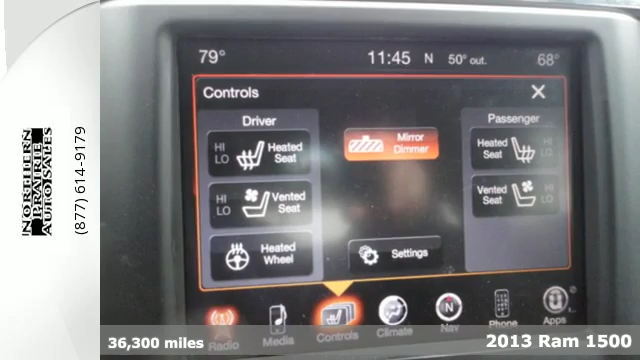 NORTHERN
PRAIRIE
AUTOSALES
(877) 614-9179
79°
11:45 N 50° out.
68°
Controls
Driver
Passenger
HI
LO
Heated
Seat
Mirror
Dimmer
Heated
Seat
HI
LO
HI
LO
Vented
Seat
Vented
Seat
HI
LO
Heated
Wheel
Settings
Radio
Media
Controls
Climate
N
Nav
Phone
Apps
36,300 miles
2013 Ram 1500